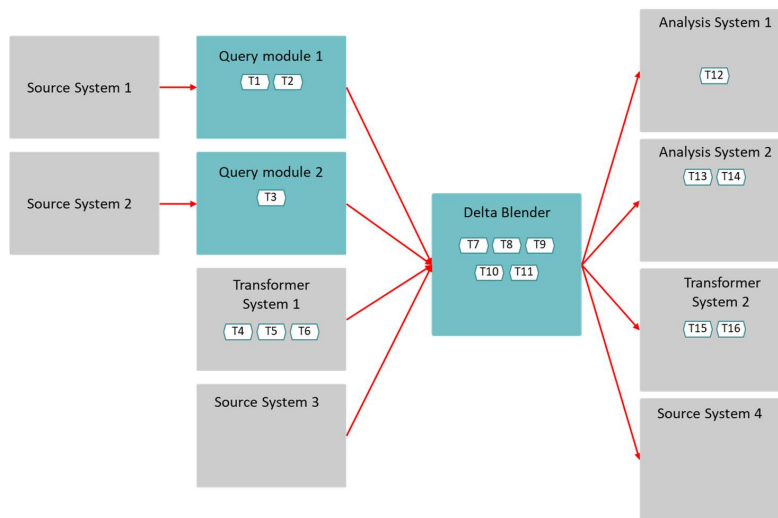 Source System 1
Source System 2
Query module 1
T1 T2
Query module 2
T3
Transformer
System 1
T4 T5 T6
Source System 3
Delta Blender
T7 T8 T9
T10 T11
Analysis System 1
T12
Analysis System 2
T13 T14
Transformer
System 2
T15 T16
Source System 4